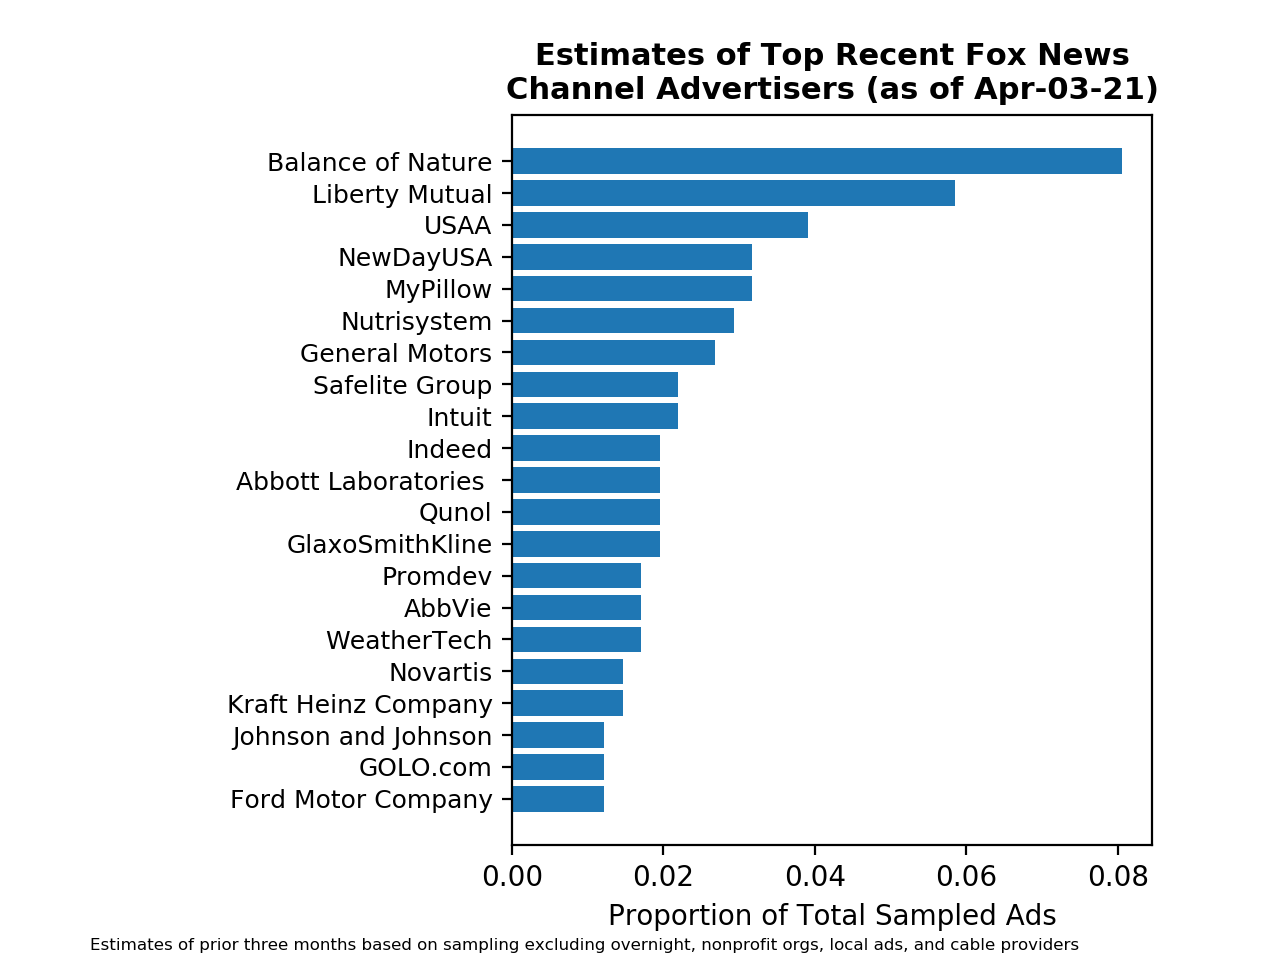 Estimates of Top Recent Fox News
Channel Advertisers (as of Apr-03-21)
Balance of Nature
Liberty Mutual
USAA
NewDayUSA
MyPillow
Nutrisystem
General Motors
Safelite Group
Intuit
Indeed
Abbott Laboratories
Qunol
GlaxoSmithKline
Promdev
AbbVie
WeatherTech
Novartis
Kraft Heinz Company
Johnson and Johnson
GOLO.com
Ford Motor Company
0.00 0.02 0.04 0.06 0.08
Proportion of Total Sampled Ads
Estimates of prior three months based on sampling excluding overnight, nonprofit orgs, local ads, and cable providers